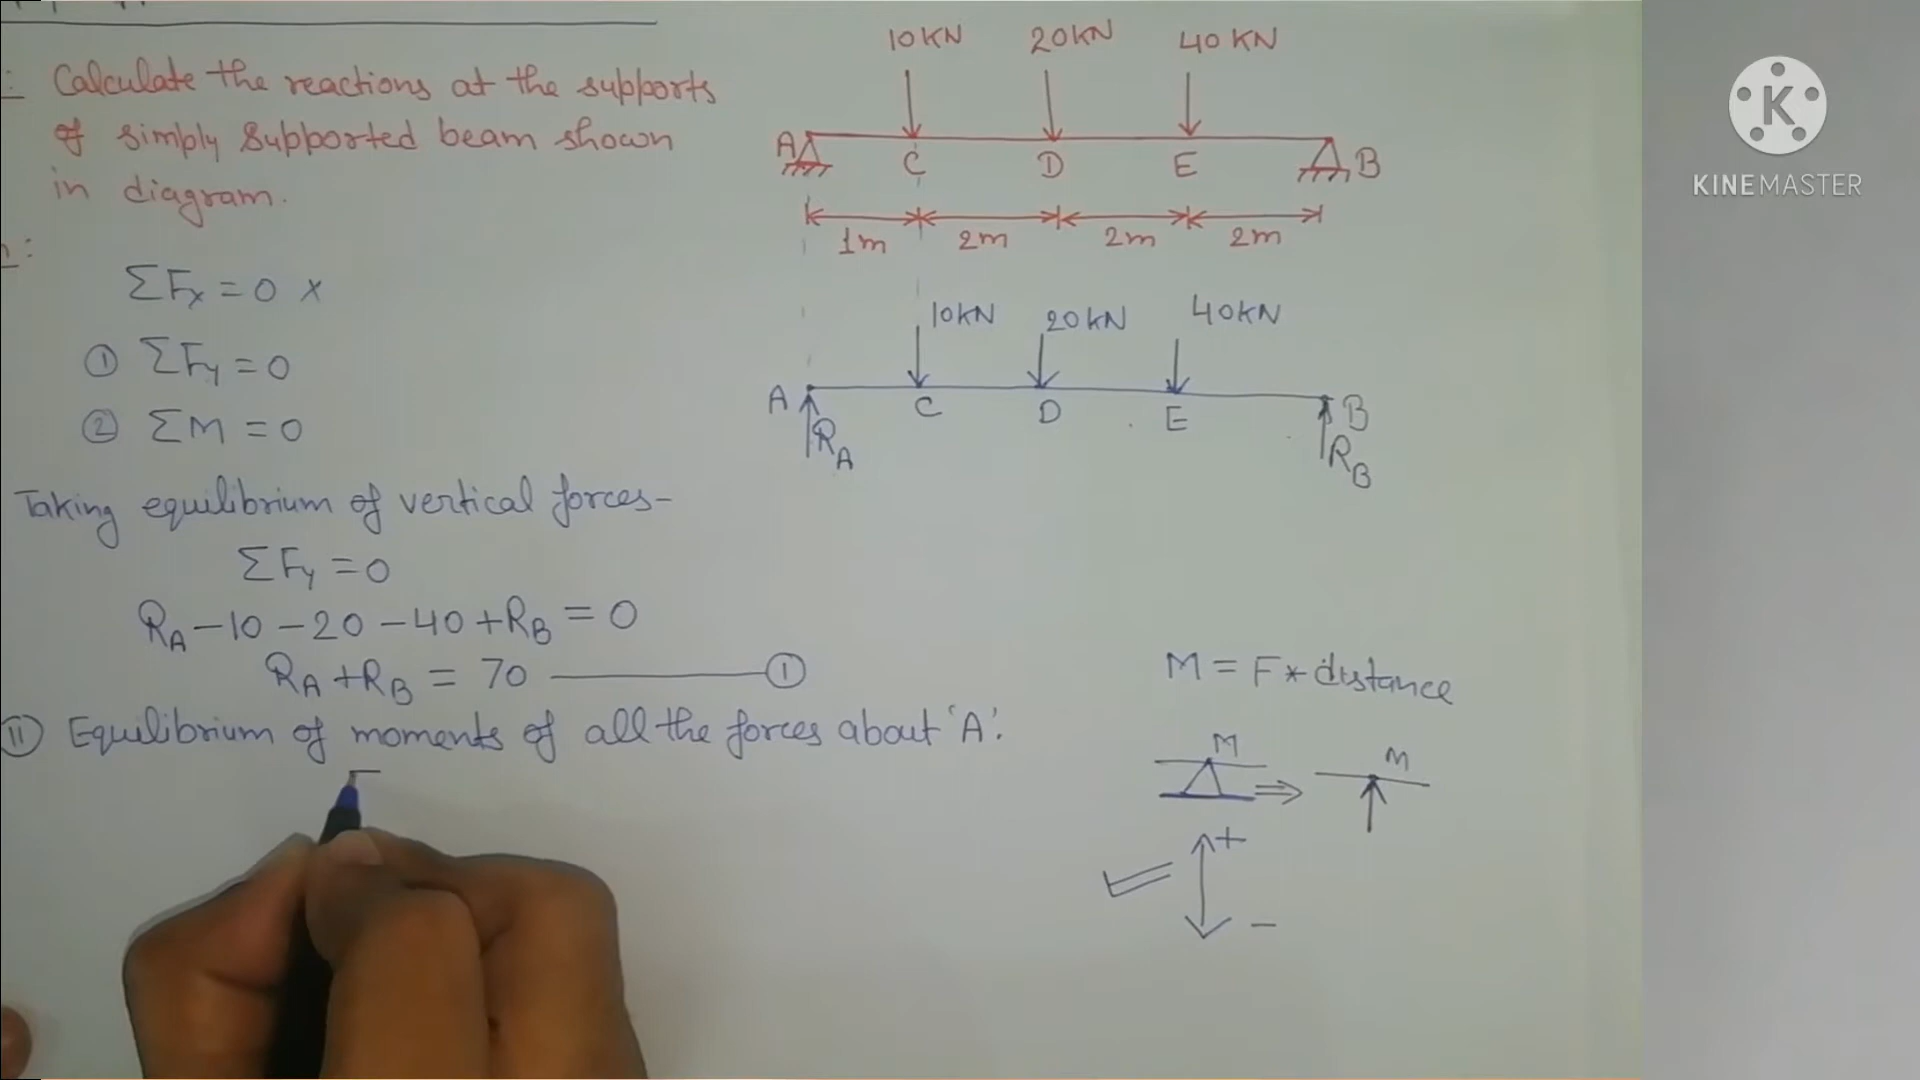 Calculate the reactions at the supports
of simply supported beam shown
in diagram.
ΣFx = 0 x
① ΣFy = 0
② ΣM = 0
Taking equilibrium of vertical forces-
ΣFy = 0
RA - 10 - 20 - 40 + RB = 0
RA + RB = 70 ——— ①
Ⅱ Equilibrium of moments of all the forces about 'A'.
10KN 20KN 40KN
A C D E B
1m 2m 2m 2m
10KN 20KN 40KN
A C D E B
RA RB
M = F * distance
M ⇒ M
+
-
K
KINEMASTER